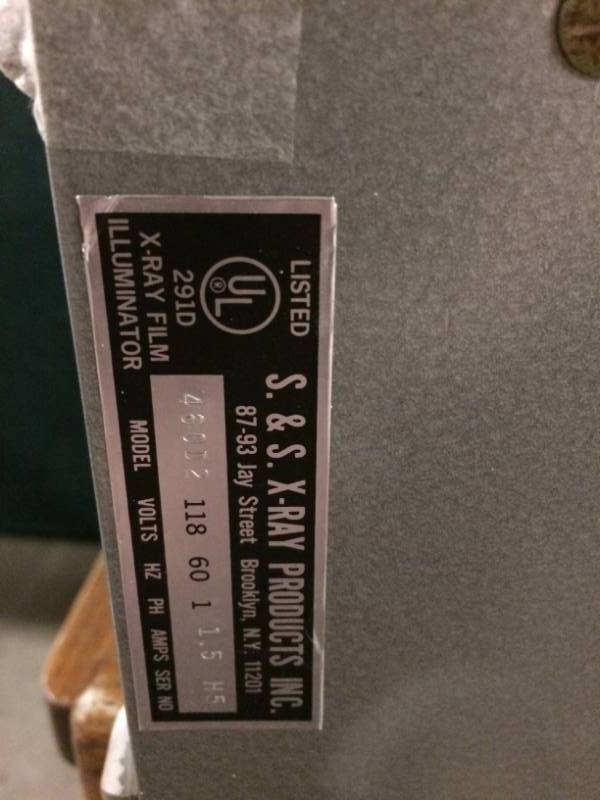 LISTED
UL®
291D
X-RAY FILM
ILLUMINATOR
S. & S. X-RAY PRODUCTS INC.
87-93 Jay Street Brooklyn, N.Y. 11201
118 60 1 1.5
MODEL VOLTS HZ PH AMPS SER NO